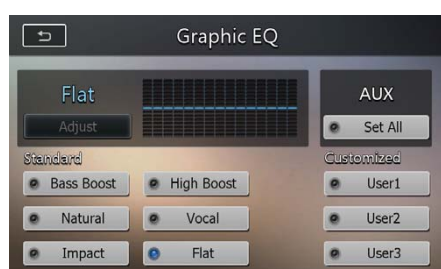 Graphic EQ
Flat
AUX
Adjust
Set All
Standard
Customized
Bass Boost
High Boost
User1
Natural
Vocal
User2
Impact
Flat
User3